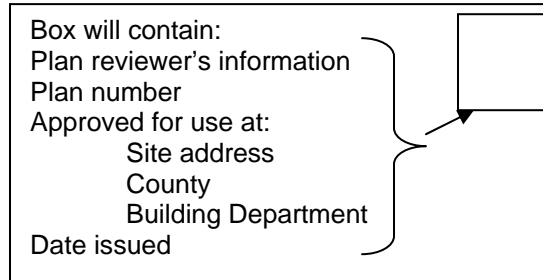 Box will contain:
Plan reviewer's information
Plan number
Approved for use at:
Site address
County
Building Department
Date issued